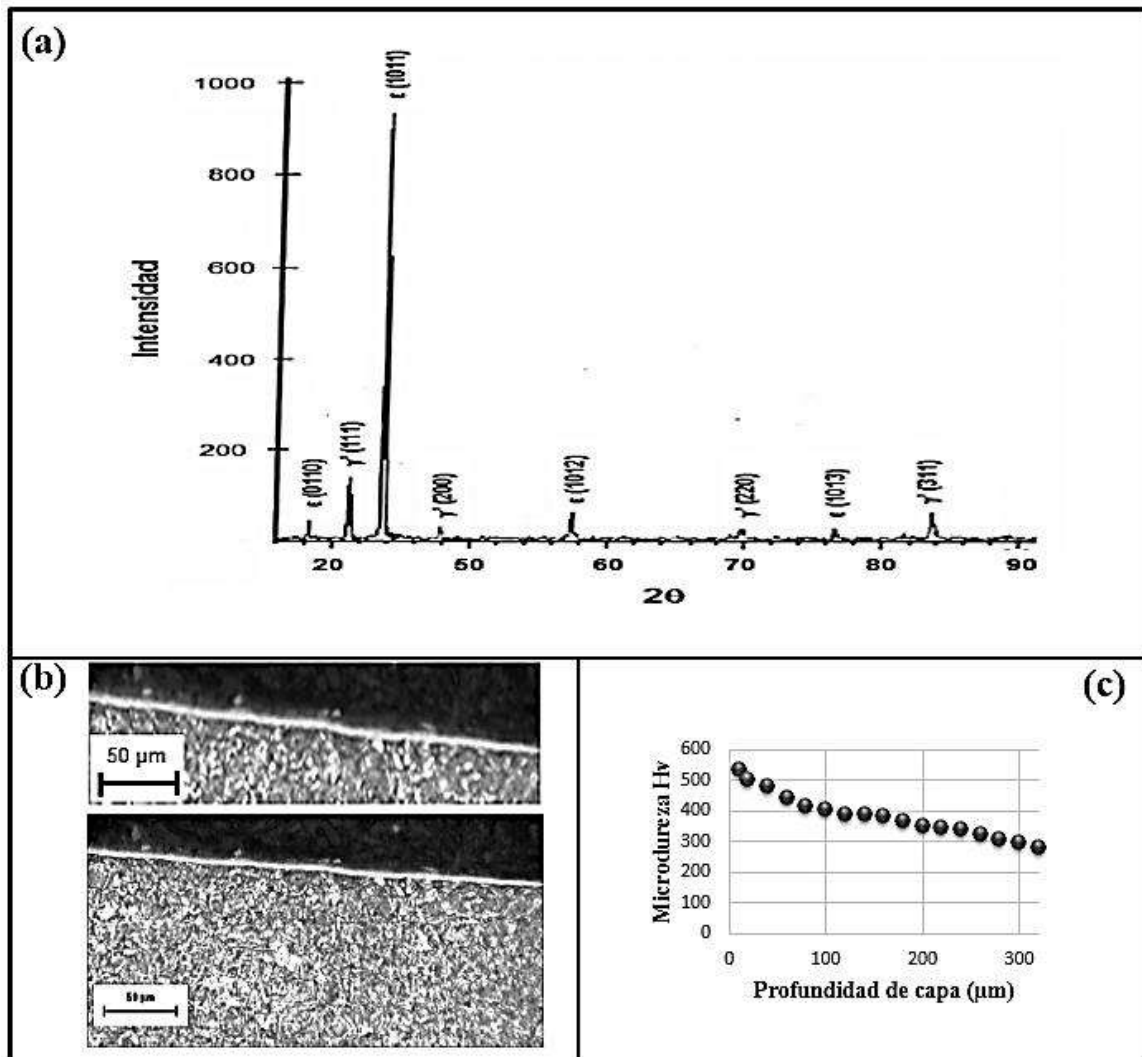 (a)
1000
800
600
400
200
Intensidad
ε (0110)
γ' (111)
ε (1011)
γ' (200)
ε (1012)
γ' (220)
ε (1013)
γ' (311)
20 50 60 70 80 90
2θ
(b)
50 µm
50 µm
(c)
600
500
400
300
200
100
0
Microdureza Hv
0 100 200 300
Profundidad de capa (µm)